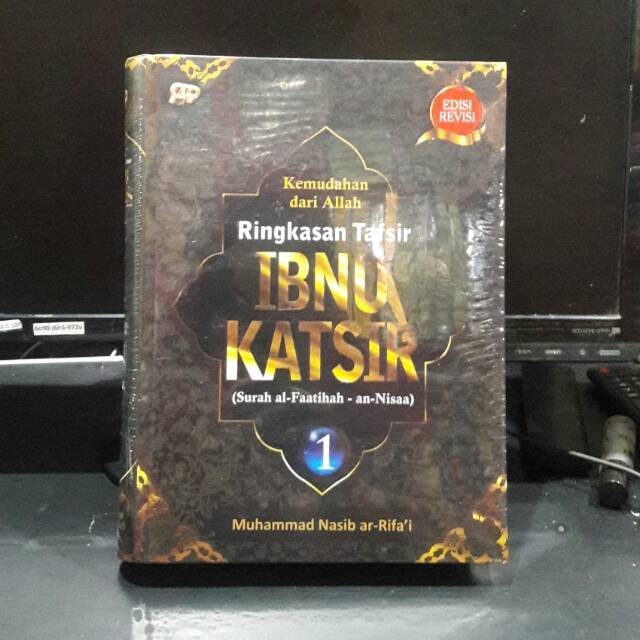 GIP
EDISI
REVISI
Kemudahan
dari Allah
Ringkasan Tafsir
IBNU
KATSIR
(Surah al-Faatihah - an-Nisaa)
1
Muhammad Nasib ar-Rifa'i